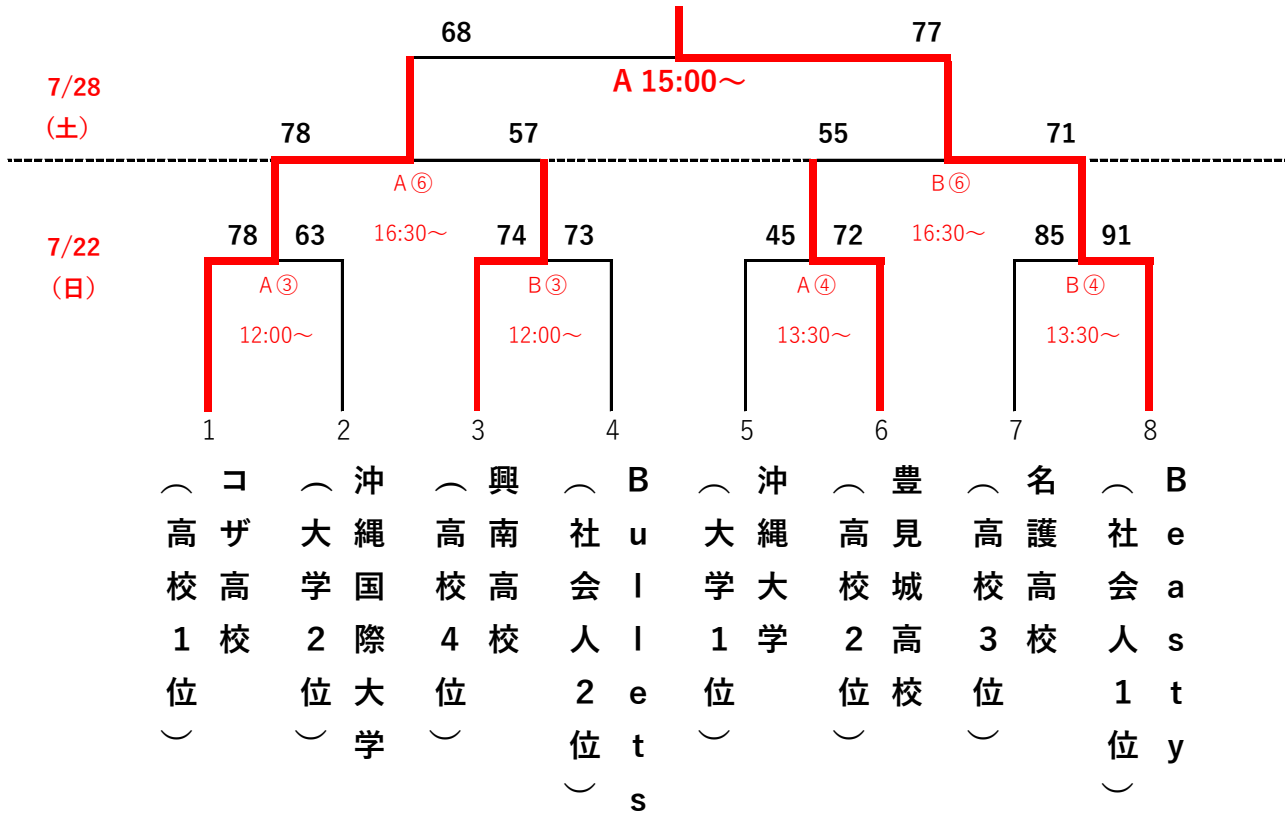 68
77
A 15:00～
7/28
（土）
78
57
55
71
A⑥
B⑥
7/22
（日）
78
63
16:30～
74
73
45
72
16:30～
85
91
A③
B③
A④
B④
12:00～
12:00～
13:30～
13:30～
1
2
3
4
5
6
7
8
コザ高校
（高校1位）
沖縄国際大学
（大学2位）
興南高校
（高校4位）
Bullets
（社会人2位）
沖縄大学
（大学1位）
豊見城高校
（高校2位）
名護高校
（高校3位）
Beasty
（社会人1位）